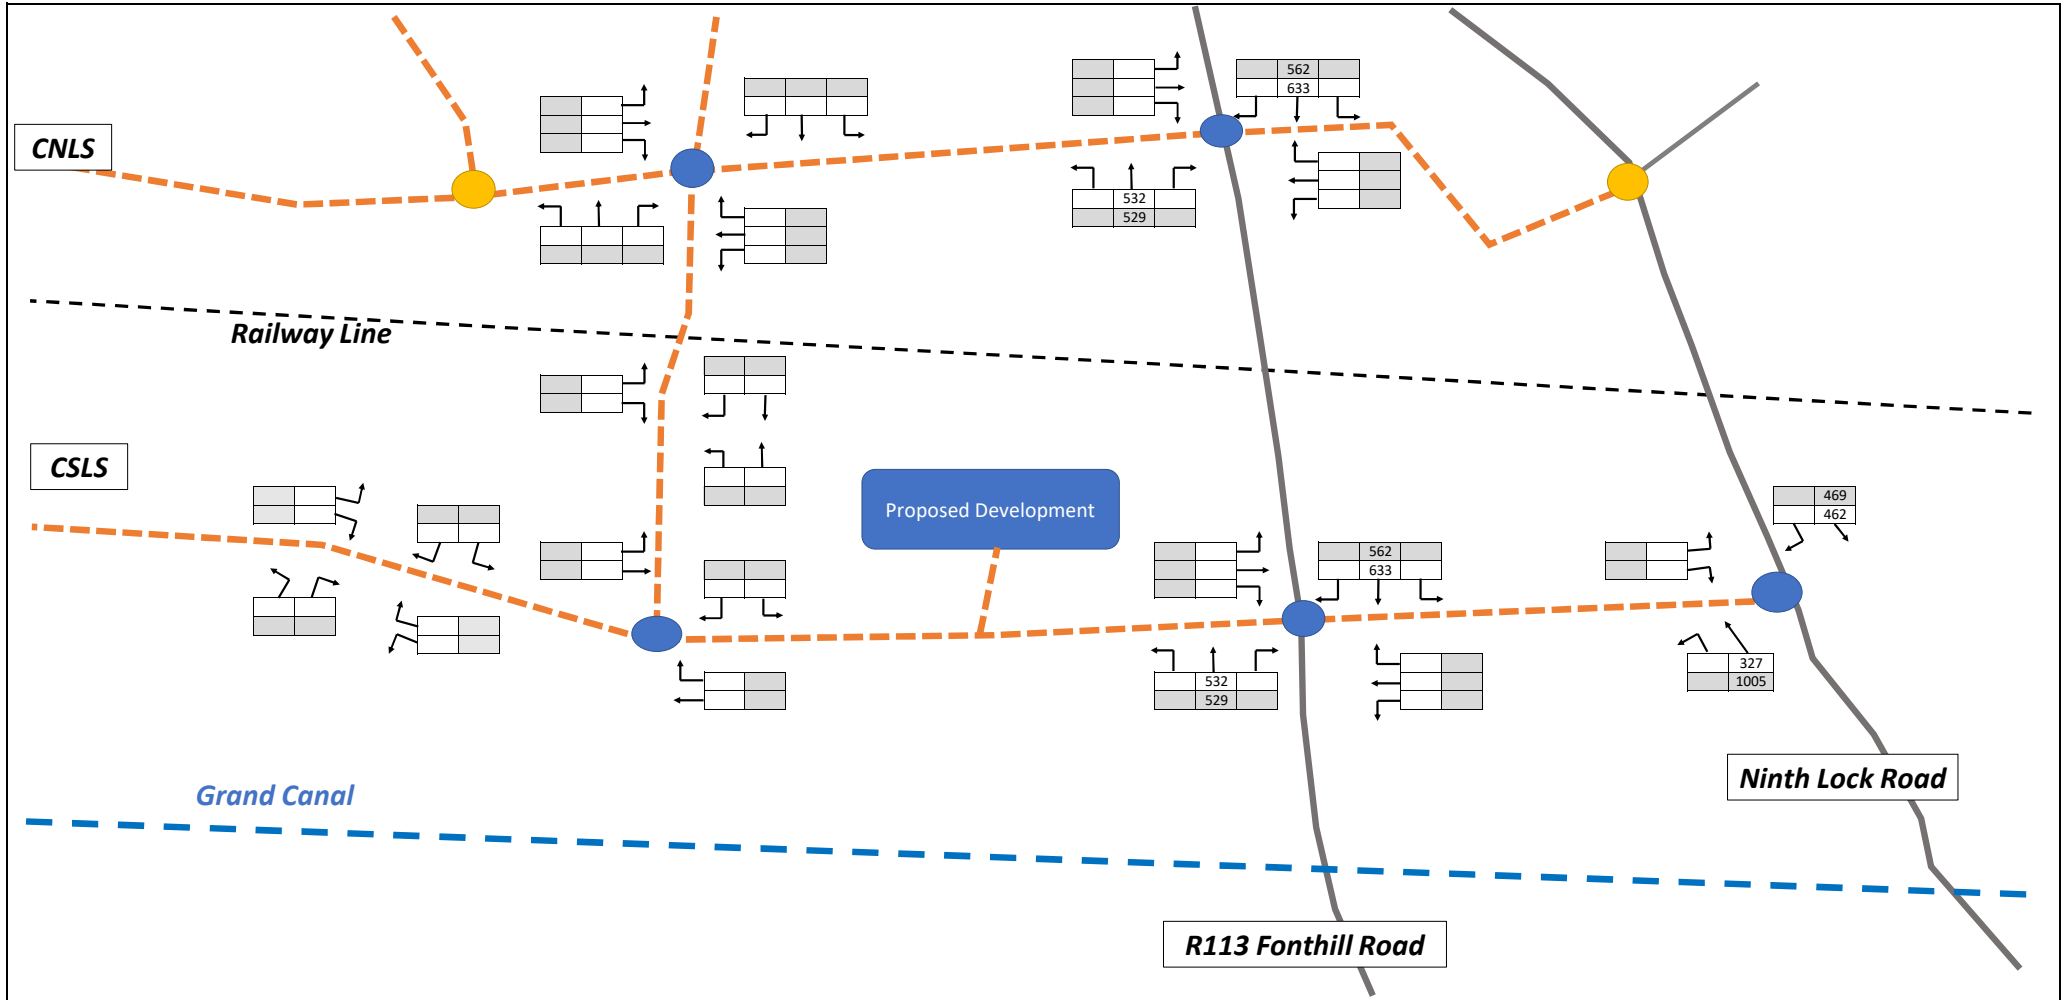 562
633
CNLS
532
529
Railway Line
CSLS
Proposed Development
469
462
562
633
327
1005
532
529
Ninth Lock Road
Grand Canal
R113 Fonthill Road